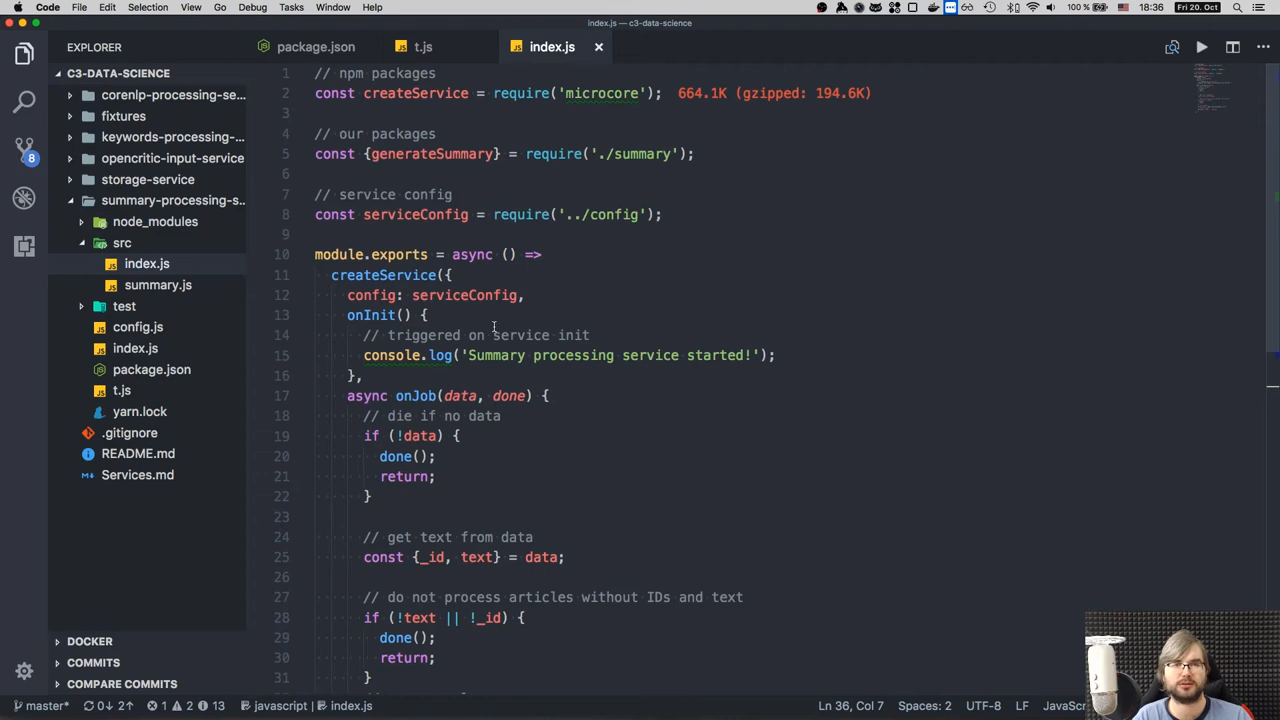 Code File Edit Selection View Go Debug Tasks Window Help 100 % 18:36 Fri 20. Oct
index.js — c3-data-science
EXPLORER
package.json
t.js
index.js
C3-DATA-SCIENCE
corenlp-processing-se...
fixtures
keywords-processing-...
opencritic-input-service
storage-service
summary-processing-s...
node_modules
src
index.js
summary.js
test
config.js
index.js
package.json
t.js
yarn.lock
.gitignore
README.md
Services.md
DOCKER
COMMITS
COMPARE COMMITS
8
1 // npm packages
2 const createService = require('microcore'); 664.1K (gzipped: 194.6K)
3
4 // our packages
5 const {generateSummary} = require('./summary');
6
7 // service config
8 const serviceConfig = require('../config');
9
10 module.exports = async () =>
11 createService({
12 config: serviceConfig,
13 onInit() {
14 // triggered on service init
15 console.log('Summary processing service started!');
16 },
17 async onJob(data, done) {
18 // die if no data
19 if (!data) {
20 done();
21 return;
22 }
23
24 // get text from data
25 const {_id, text} = data;
26
27 // do not process articles without IDs and text
28 if (!text || !_id) {
29 done();
30 return;
31 }
master* 0↓ 2↑ 1 2 13 javascript index.js Ln 36, Col 7 Spaces: 2 UTF-8 LF JavaSc